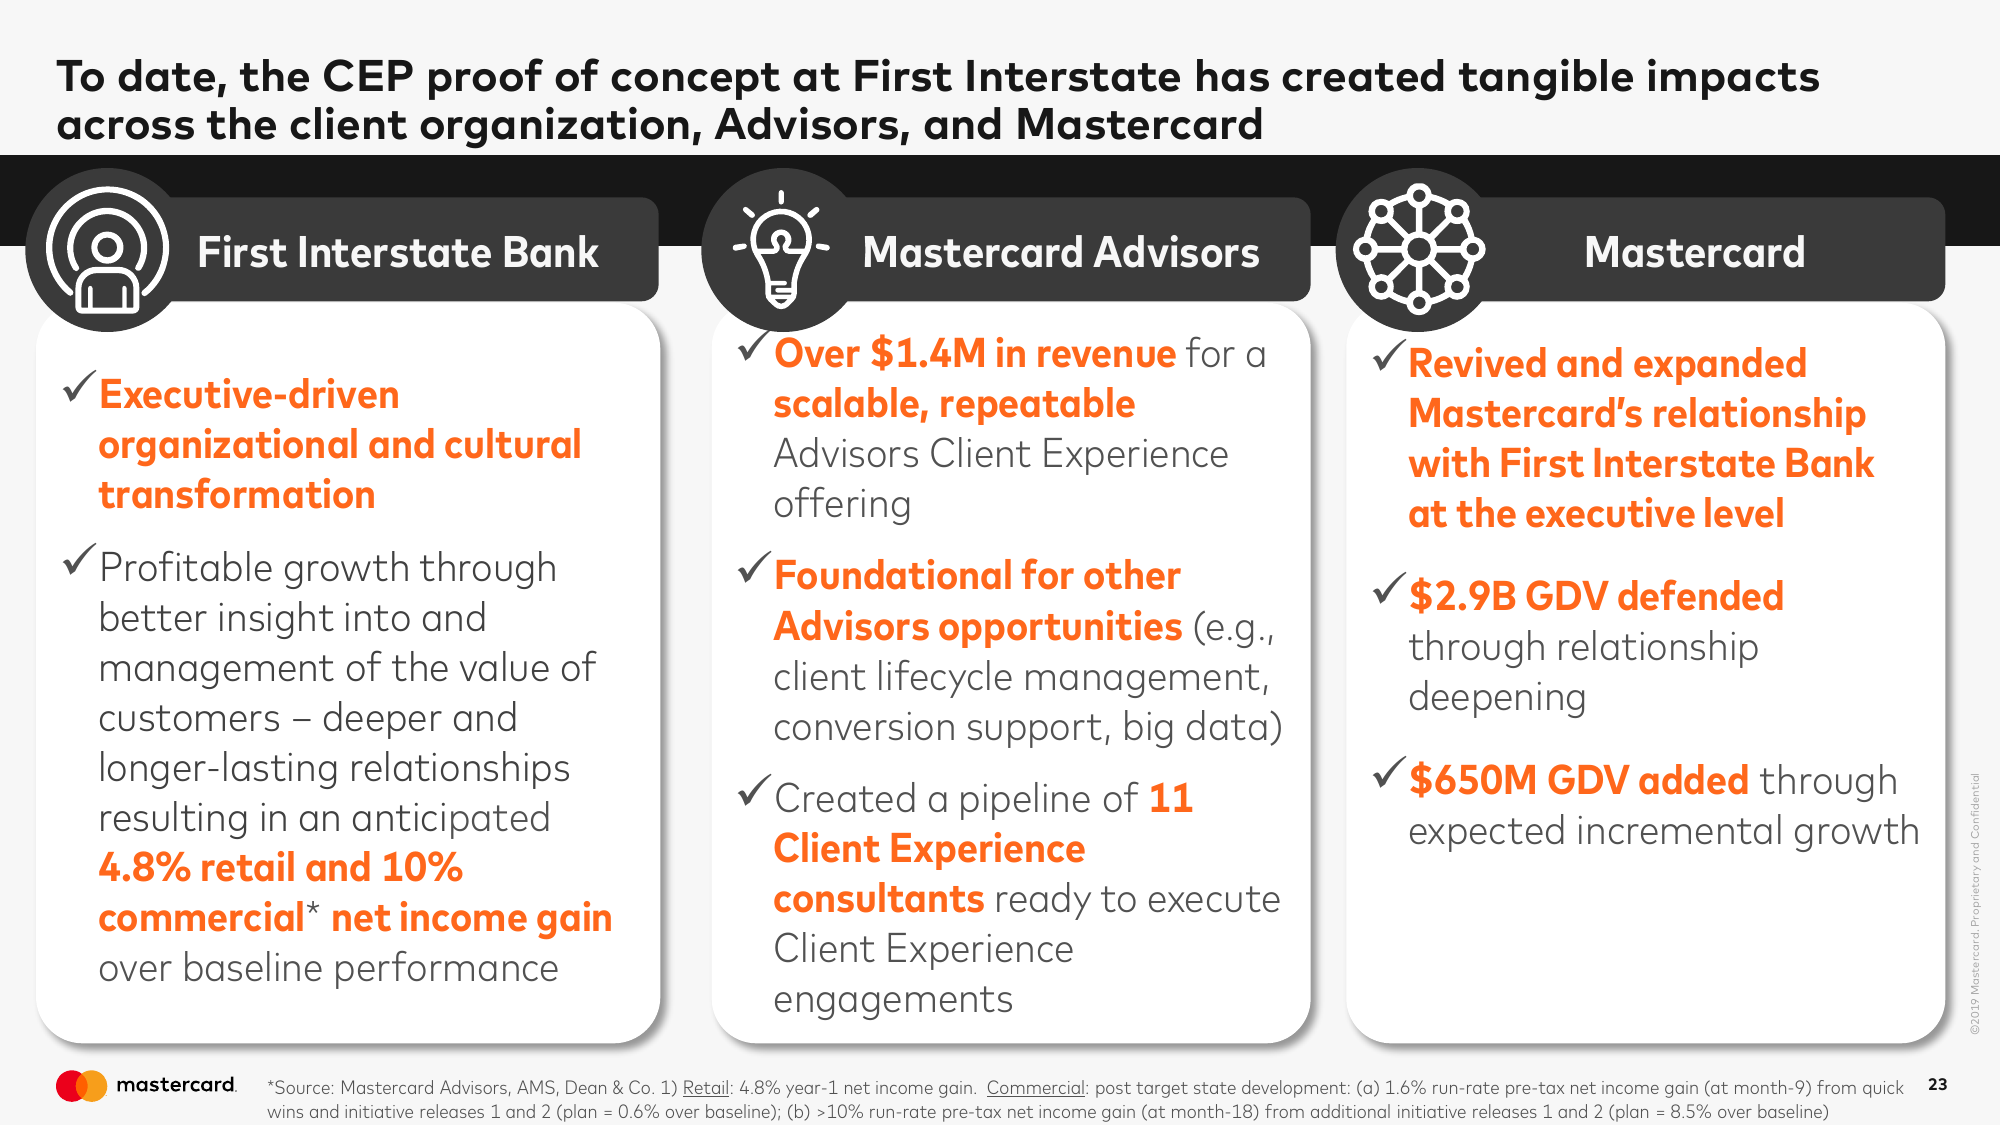 To date, the CEP proof of concept at First Interstate has created tangible impacts
across the client organization, Advisors, and Mastercard
First Interstate Bank
✓Executive-driven
organizational and cultural
transformation
✓Profitable growth through
better insight into and
management of the value of
customers – deeper and
longer-lasting relationships
resulting in an anticipated
4.8% retail and 10%
commercial* net income gain
over baseline performance
Mastercard Advisors
✓Over $1.4M in revenue for a
scalable, repeatable
Advisors Client Experience
offering
✓Foundational for other
Advisors opportunities (e.g.,
client lifecycle management,
conversion support, big data)
✓Created a pipeline of 11
Client Experience
consultants ready to execute
Client Experience
engagements
Mastercard
✓Revived and expanded
Mastercard's relationship
with First Interstate Bank
at the executive level
✓$2.9B GDV defended
through relationship
deepening
✓$650M GDV added through
expected incremental growth
©2019 Mastercard. Proprietary and Confidential
mastercard.
*Source: Mastercard Advisors, AMS, Dean & Co. 1) Retail: 4.8% year-1 net income gain. Commercial: post target state development: (a) 1.6% run-rate pre-tax net income gain (at month-9) from quick
wins and initiative releases 1 and 2 (plan = 0.6% over baseline); (b) >10% run-rate pre-tax net income gain (at month-18) from additional initiative releases 1 and 2 (plan = 8.5% over baseline)
23